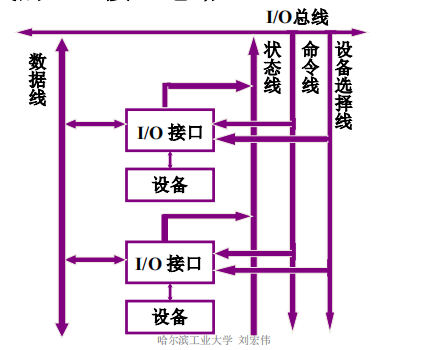 I/O总线
数据线
状态线
命令线
设备选择线
I/O 接口
设备
I/O 接口
设备
哈尔滨工业大学 刘宏伟